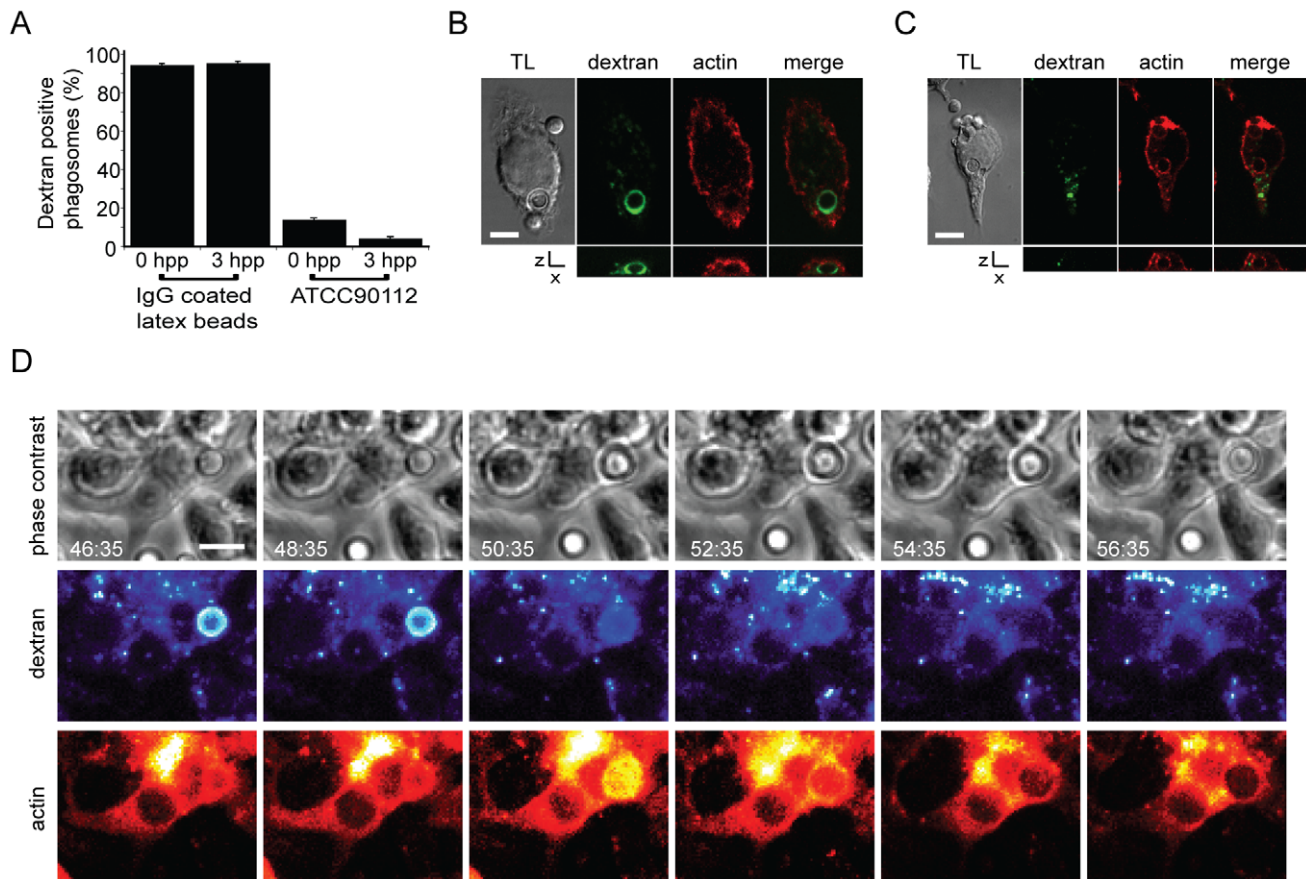 A
Dextran positive
phagosomes (%)
100
80
60
40
20
0
0 hpp
3 hpp
0 hpp
3 hpp
IgG coated
latex beads
ATCC90112
B
TL
dextran
actin
merge
z
x
C
TL
dextran
actin
merge
z
x
D
phase contrast
46:35
48:35
50:35
52:35
54:35
56:35
dextran
actin